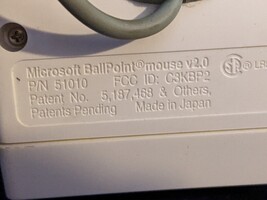 Microsoft BallPoint® mouse v2.0
P/N 51010 FCC ID: C3KBP2
Patent No. 5,187,468 & Others,
Patents Pending Made in Japan
® LR